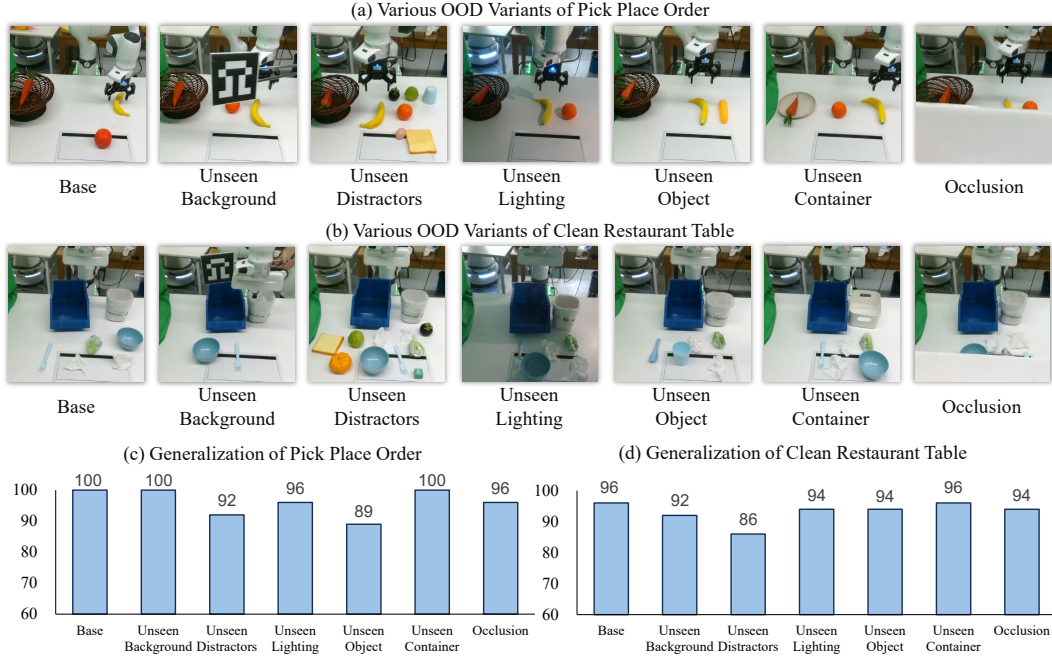 (a) Various OOD Variants of Pick Place Order
Base
Unseen Background
Unseen Distractors
Unseen Lighting
Unseen Object
Unseen Container
Occlusion
(b) Various OOD Variants of Clean Restaurant Table
Base
Unseen Background
Unseen Distractors
Unseen Lighting
Unseen Object
Unseen Container
Occlusion
(c) Generalization of Pick Place Order
100
90
80
70
60
100
100
92
96
89
100
96
Base
Unseen Background
Unseen Distractors
Unseen Lighting
Unseen Object
Unseen Container
Occlusion
(d) Generalization of Clean Restaurant Table
100
90
80
70
60
96
92
86
94
94
96
94
Base
Unseen Background
Unseen Distractors
Unseen Lighting
Unseen Object
Unseen Container
Occlusion